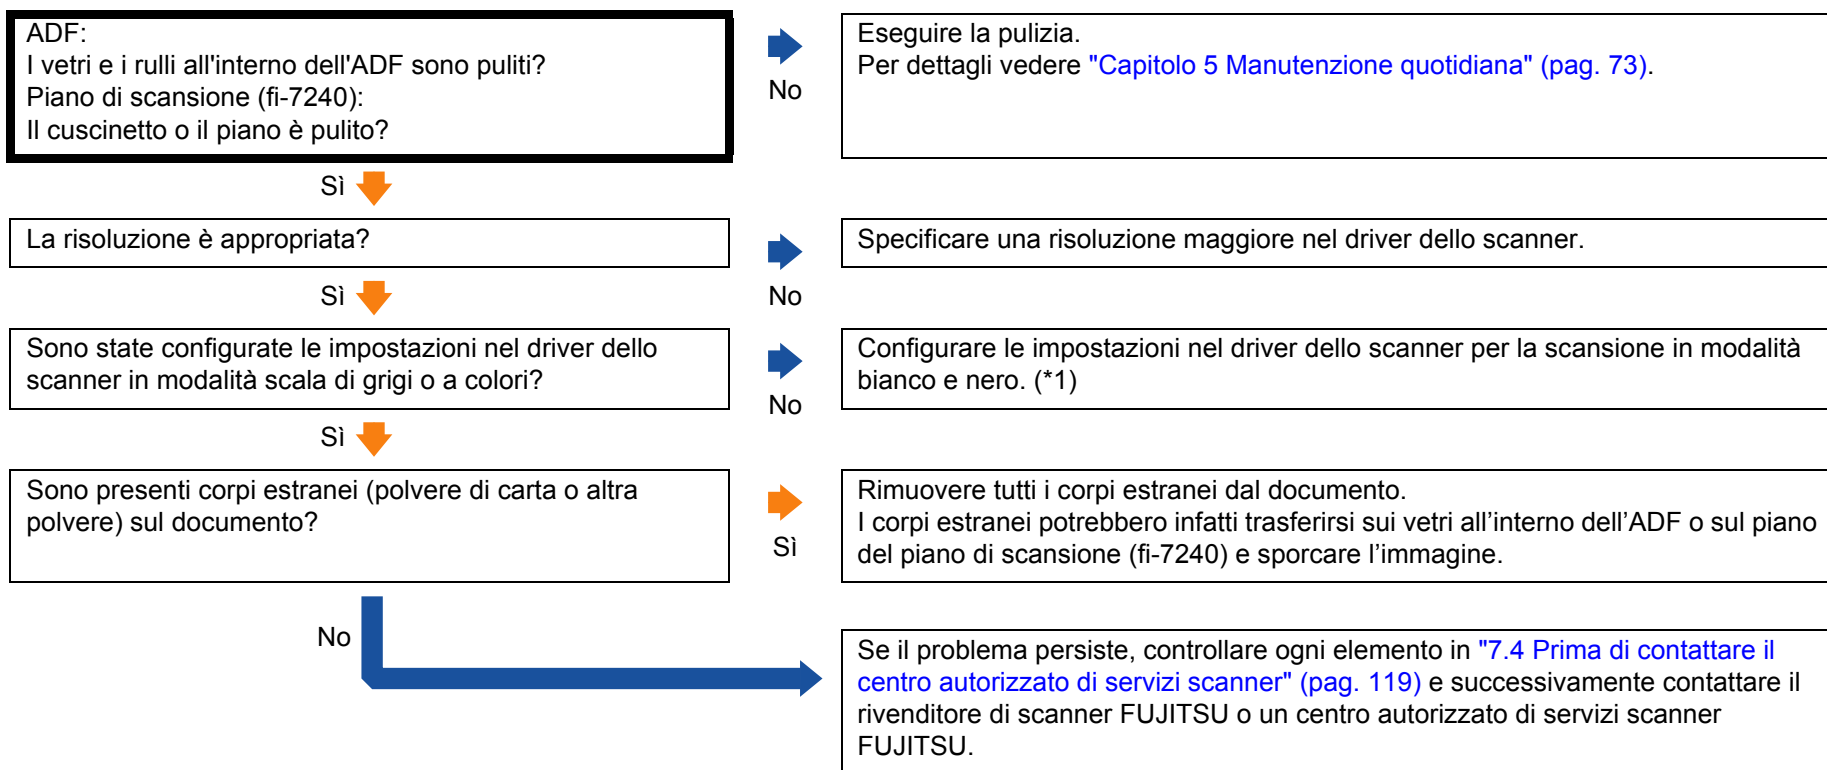 ADF:
I vetri e i rulli all'interno dell'ADF sono puliti?
Piano di scansione (fi-7240):
Il cuscinetto o il piano è pulito?
No
Eseguire la pulizia.
Per dettagli vedere "Capitolo 5 Manutenzione quotidiana" (pag. 73).
Sì
La risoluzione è appropriata?
No
Specificare una risoluzione maggiore nel driver dello scanner.
Sì
Sono state configurate le impostazioni nel driver dello
scanner in modalità scala di grigi o a colori?
No
Configurare le impostazioni nel driver dello scanner per la scansione in modalità
bianco e nero. (*1)
Sì
Sono presenti corpi estranei (polvere di carta o altra
polvere) sul documento?
Sì
Rimuovere tutti i corpi estranei dal documento.
I corpi estranei potrebbero infatti trasferirsi sui vetri all’interno dell’ADF o sul piano
del piano di scansione (fi-7240) e sporcare l’immagine.
No
Se il problema persiste, controllare ogni elemento in "7.4 Prima di contattare il
centro autorizzato di servizi scanner" (pag. 119) e successivamente contattare il
rivenditore di scanner FUJITSU o un centro autorizzato di servizi scanner
FUJITSU.